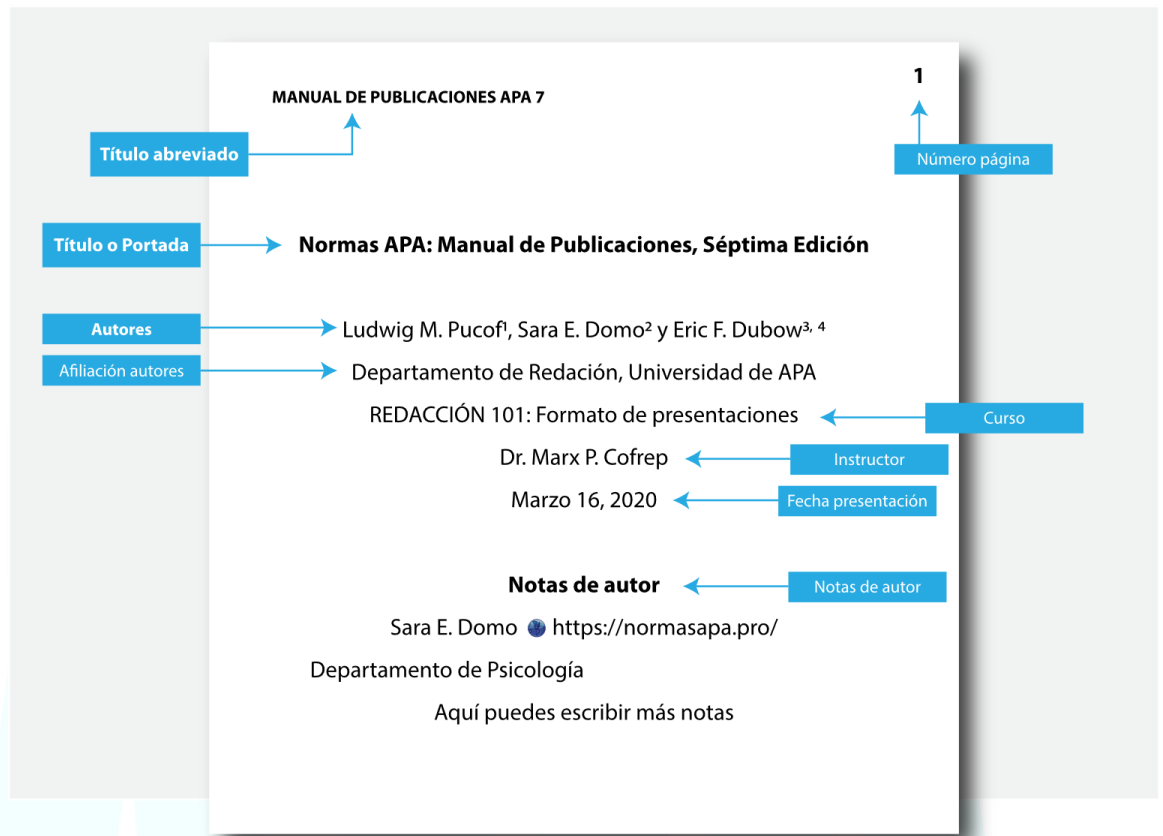 1
MANUAL DE PUBLICACIONES APA 7
Título abreviado
Número página
Título o Portada
Normas APA: Manual de Publicaciones, Séptima Edición
Autores
Ludwig M. Pucof¹, Sara E. Domo² y Eric F. Dubow³, ⁴
Afiliación autores
Departamento de Redación, Universidad de APA
REDACCIÓN 101: Formato de presentaciones
Curso
Dr. Marx P. Cofrep
Instructor
Marzo 16, 2020
Fecha presentación
Notas de autor
Notas de autor
Sara E. Domo https://normasapa.pro/
Departamento de Psicología
Aquí puedes escribir más notas